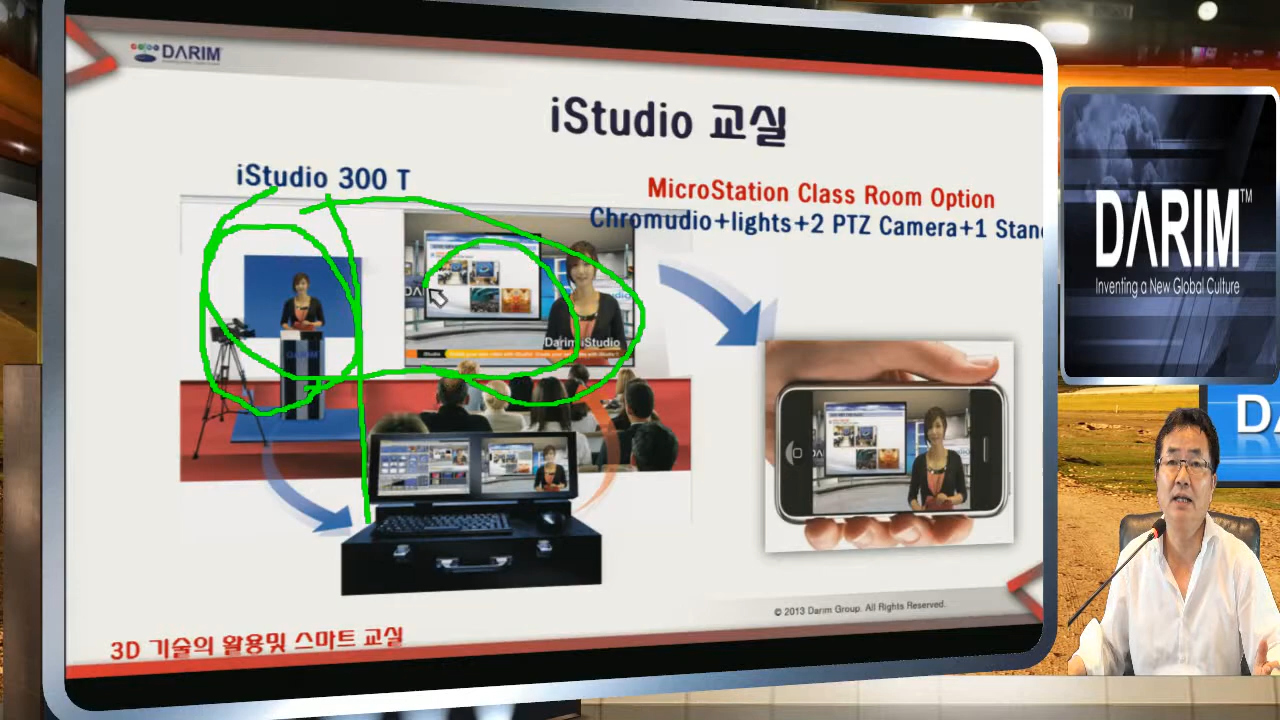 DARIM
iStudio 교실
iStudio 300 T
MicroStation Class Room Option
Chromudio+lights+2 PTZ Camera+1 Stand
Darim iStudio
© 2013 Darim Group. All Rights Reserved.
3D 기술의 활용및 스마트 교실
DARIM™
Inventing a New Global Culture
DA